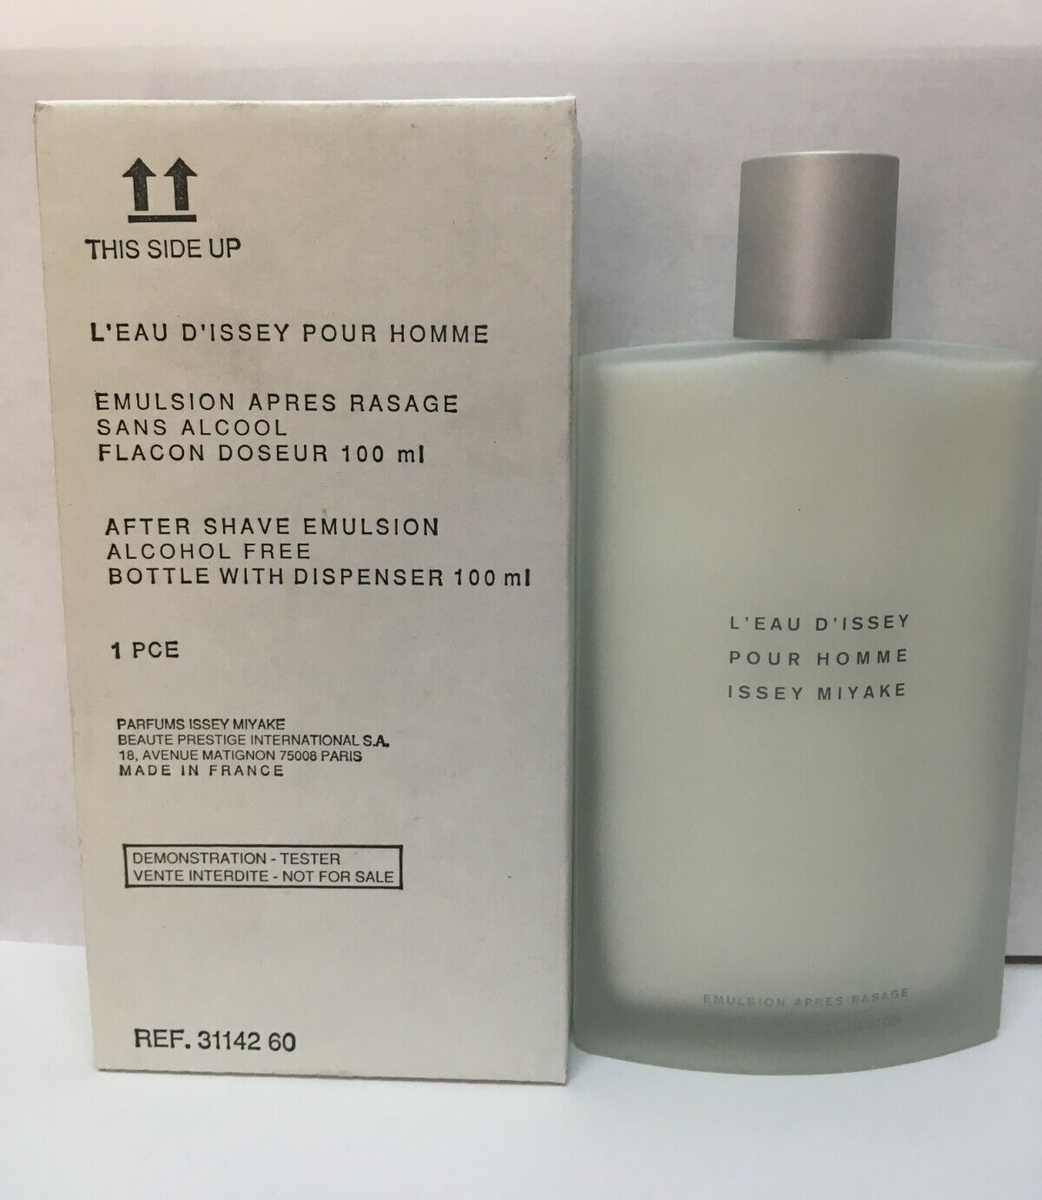 THIS SIDE UP
L'EAU D'ISSEY POUR HOMME
EMULSION APRES RASAGE
SANS ALCOOL
FLACON DOSEUR 100 ml
AFTER SHAVE EMULSION
ALCOHOL FREE
BOTTLE WITH DISPENSER 100 ml
1 PCE
PARFUMS ISSEY MIYAKE
BEAUTE PRESTIGE INTERNATIONAL S.A.
18, AVENUE MATIGNON 75008 PARIS
MADE IN FRANCE
DEMONSTRATION - TESTER
VENTE INTERDITE - NOT FOR SALE
REF. 31142 60
L'EAU D'ISSEY
POUR HOMME
ISSEY MIYAKE
EMULSION APRES RASAGE